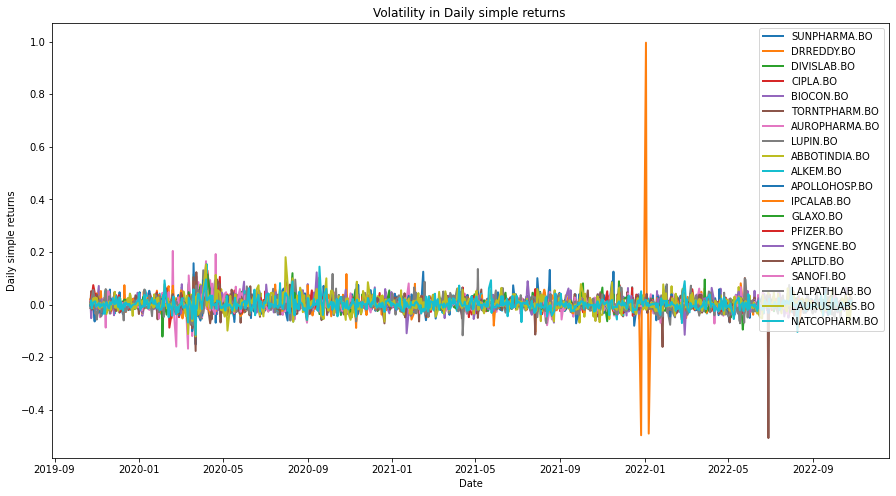 Volatility in Daily simple returns
Daily simple returns
1.0
0.8
0.6
0.4
0.2
0.0
−0.2
−0.4
2019-09
2020-01
2020-05
2020-09
2021-01
2021-05
2021-09
2022-01
2022-05
2022-09
Date
SUNPHARMA.BO
DRREDDY.BO
DIVISLAB.BO
CIPLA.BO
BIOCON.BO
TORNTPHARM.BO
AUROPHARMA.BO
LUPIN.BO
ABBOTINDIA.BO
ALKEM.BO
APOLLOHOSP.BO
IPCALAB.BO
GLAXO.BO
PFIZER.BO
SYNGENE.BO
APLLTD.BO
SANOFI.BO
LALPATHLAB.BO
LAURUSLABS.BO
NATCOPHARM.BO